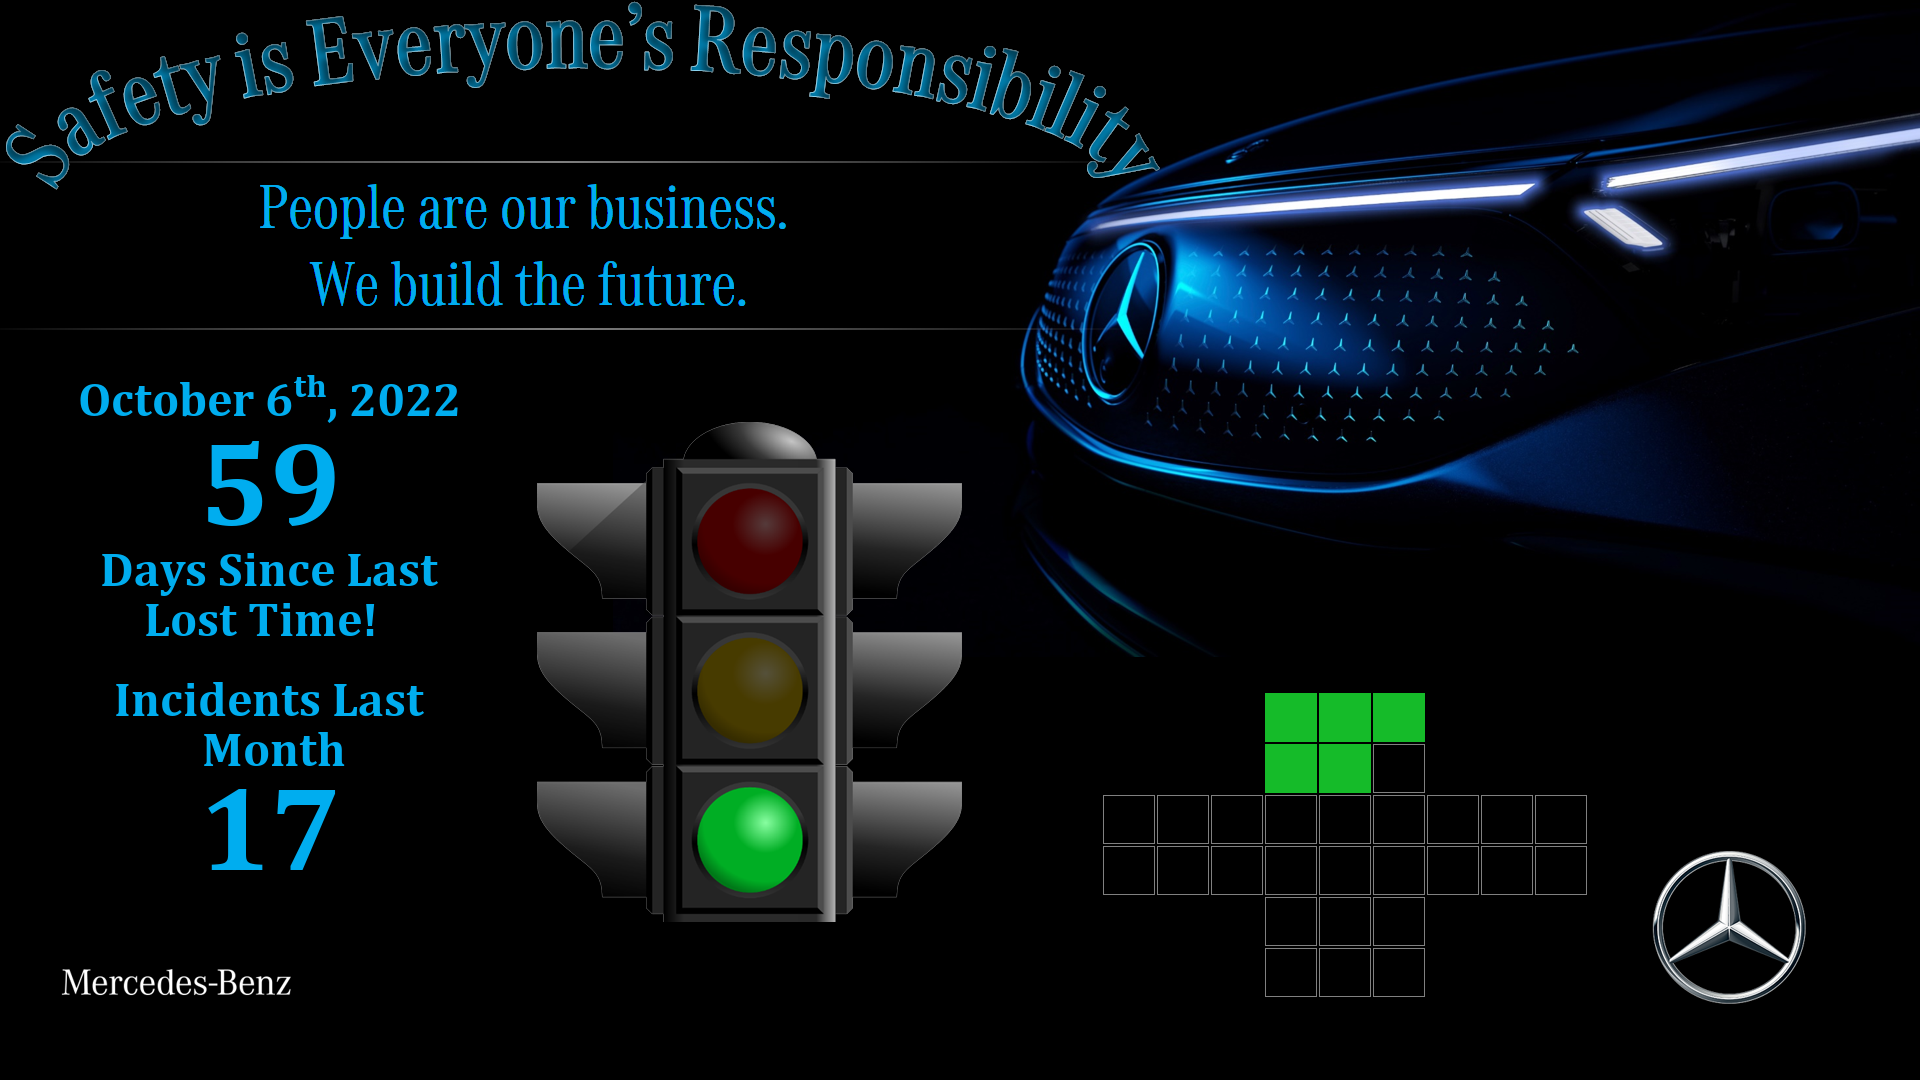 Safety is Everyone’s Responsibility
People are our business.
We build the future.
October 6th, 2022
59
Days Since Last
Lost Time!
Incidents Last
Month
17
Mercedes-Benz